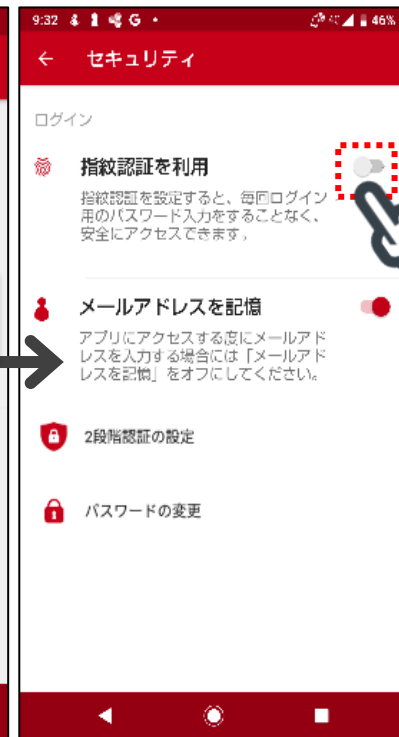 9:32 G • 46%
← セキュリティ
ログイン
指紋認証を利用
指紋認証を設定すると、毎回ログイン
用のパスワード入力をすることなく、
安全にアクセスできます。
メールアドレスを記憶
アプリにアクセスする度にメールアド
レスを入力する場合には「メールアド
レスを記憶」をオフにしてください。
2段階認証の設定
パスワードの変更